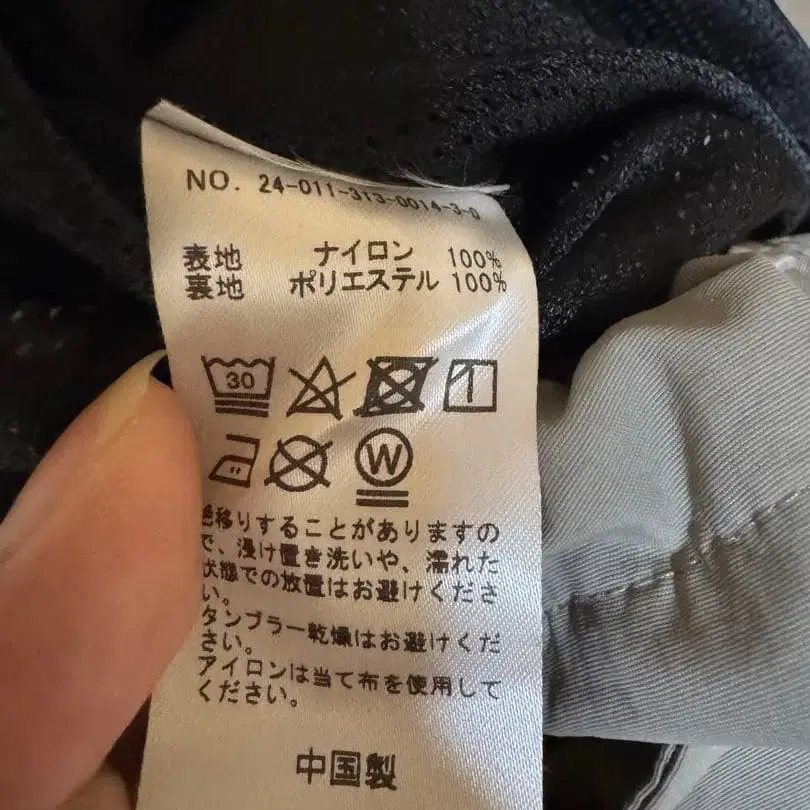 NO. 24-011-313-0014-3-0
表地 ナイロン 100%
裏地 ポリエステル 100%
30
W
色移りすることがありますの
で、浸け置き洗いや、濡れた
状態での放置はお避けくださ
い。
タンブラー乾燥はお避けくだ
さい。
アイロンは当て布を使用して
ください。
中国製